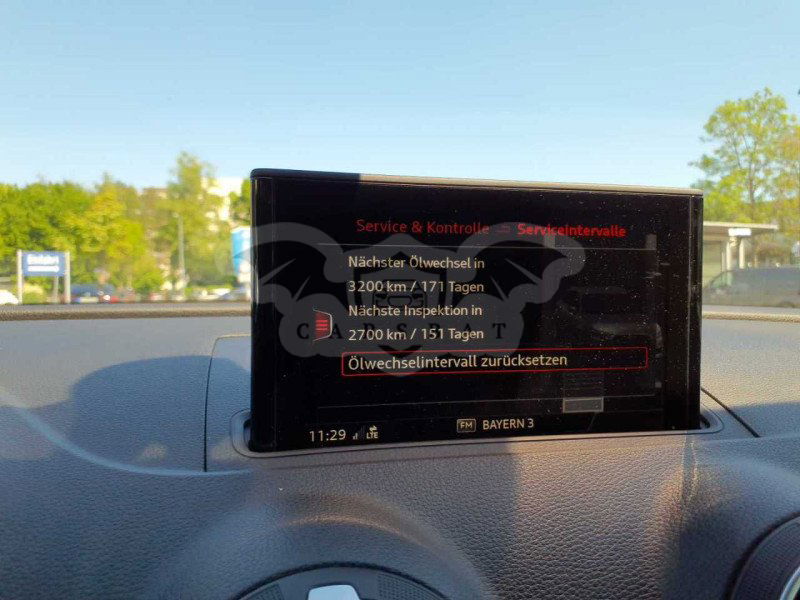 Service & Kontrolle Serviceintervalle
Nächster Ölwechsel in
3200 km / 171 Tagen
Nächste Inspektion in
2700 km / 151 Tagen
CARSBAT
Ölwechselintervall zurücksetzen
11:29 LTE FM BAYERN 3